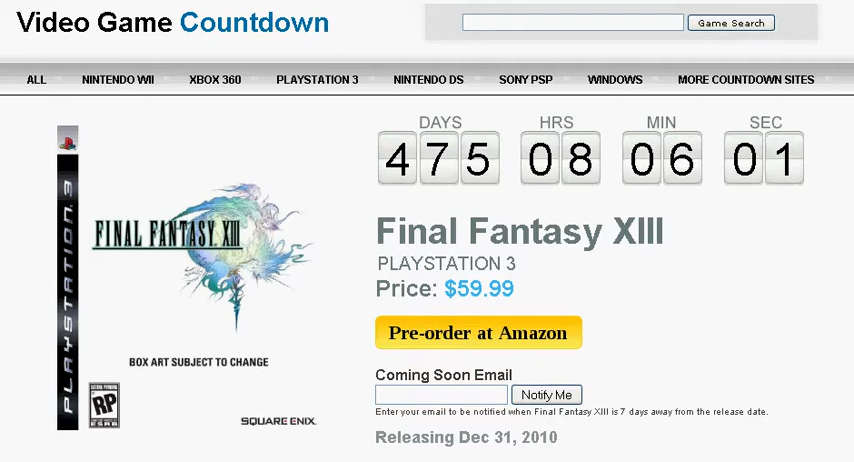 Video Game Countdown
Game Search
ALL NINTENDO WII XBOX 360 PLAYSTATION 3 NINTENDO DS SONY PSP WINDOWS MORE COUNTDOWN SITES
DAYS HRS MIN SEC
475 08 06 01
PLAYSTATION 3
FINAL FANTASY XIII
BOX ART SUBJECT TO CHANGE
RATING PENDING
RP
ESRB
SQUARE ENIX
Final Fantasy XIII
PLAYSTATION 3
Price: $59.99
Pre-order at Amazon
Coming Soon Email
Notify Me
Enter your email to be notified when Final Fantasy XIII is 7 days away from the release date.
Releasing Dec 31, 2010